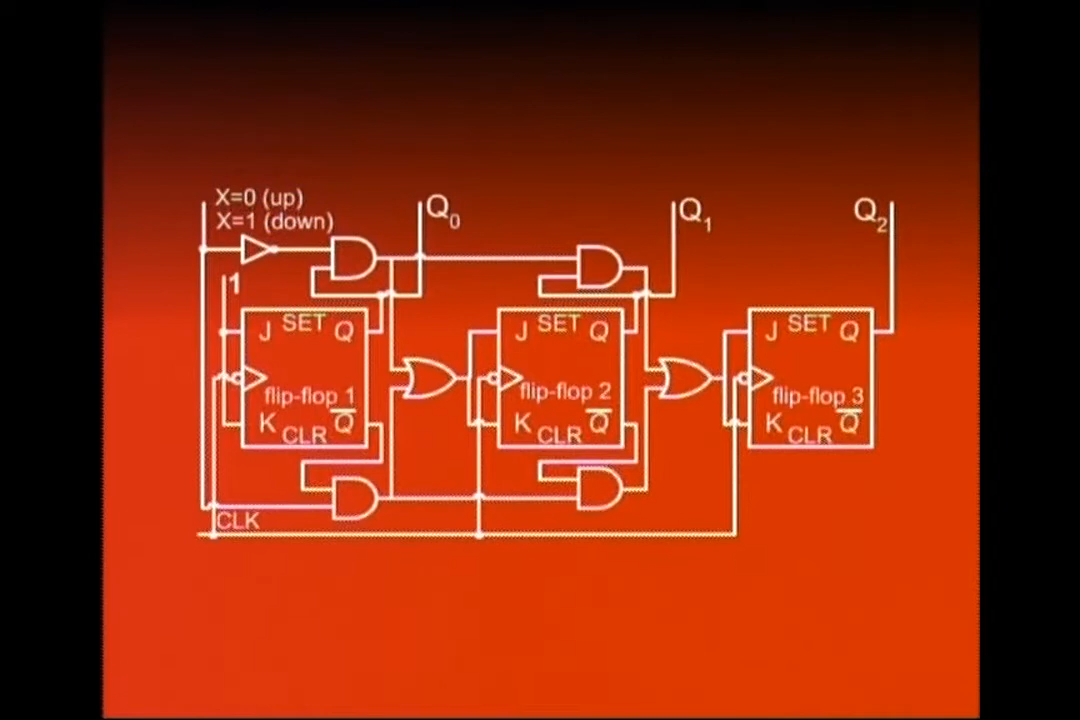 X=0 (up)
X=1 (down)
Q0
Q1
Q2
1
J SET Q
flip-flop 1
K CLR Q̅
J SET Q
flip-flop 2
K CLR Q̅
J SET Q
flip-flop 3
K CLR Q̅
CLK